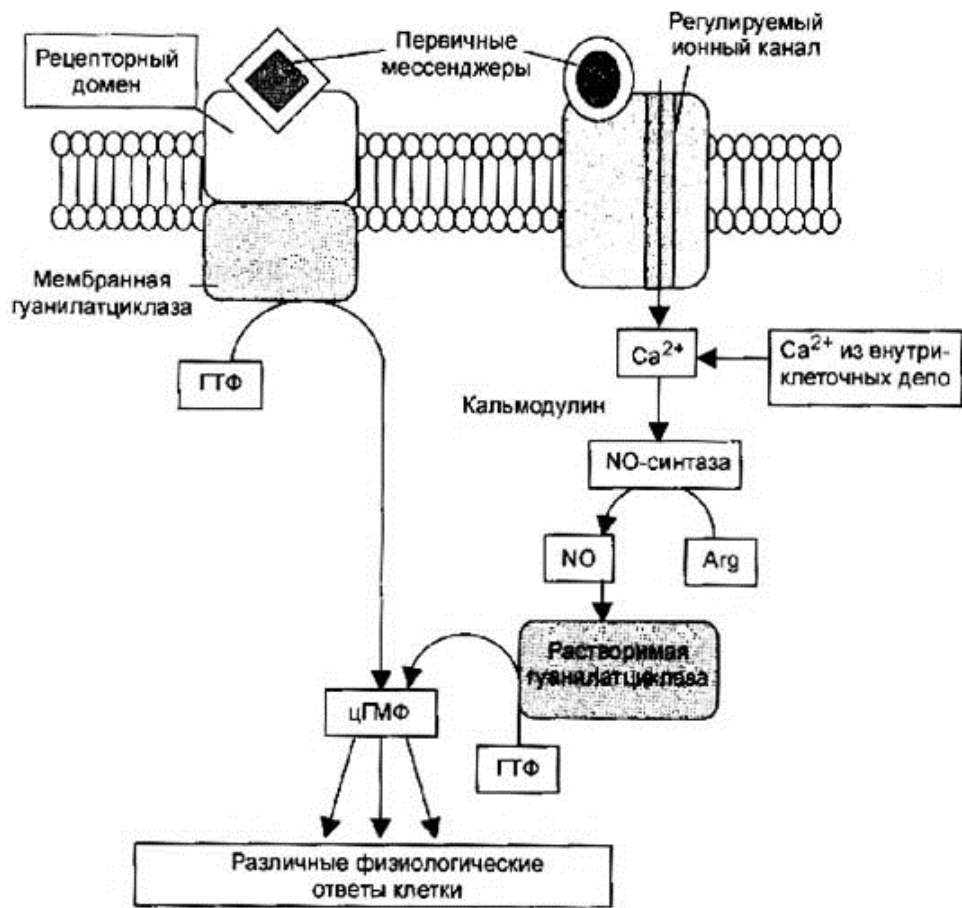 Рецепторный
домен
Первичные
мессенджеры
Регулируемый
ионный канал
Мембранная
гуанилатциклаза
ГТФ
Ca2+
Ca2+ из внутри-
клеточных депо
Кальмодулин
NO-синтаза
NO
Arg
Растворимая
гуанилатциклаза
цГМФ
ГТФ
Различные физиологические
ответы клетки